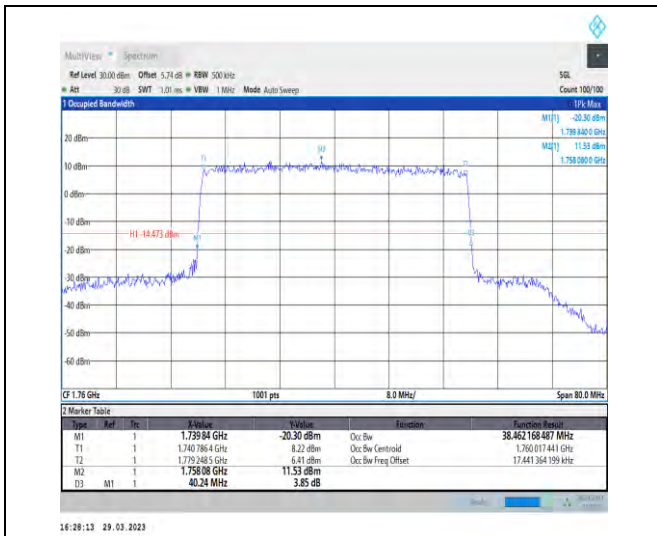 MultiView Spectrum
Ref Level 30.00 dBm Offset 5.74 dB RBW 500 kHz SGL
Att 30 dB SWT 1.01 ms VBW 1 MHz Mode Auto Sweep Count 100/100
1 Occupied Bandwidth 1Pk Max
M1[1] -20.30 dBm
1.739 840 0 GHz
20 dBm M2[1] 11.53 dBm
M2 1.758 080 0 GHz
10 dBm
0 dBm
-10 dBm
H1 -14.473 dBm M1 D3
-20 dBm
-30 dBm
-40 dBm
-50 dBm
-60 dBm
CF 1.76 GHz 1001 pts 8.0 MHz/ Span 80.0 MHz
2 Marker Table
Type Ref Trc X-Value Y-Value Function Function Result
M1 1 1.739 84 GHz -20.30 dBm Occ Bw 38.462 168 487 MHz
T1 1 1.740 786 4 GHz 8.22 dBm Occ Bw Centroid 1.760 017 441 GHz
T2 1 1.779 248 5 GHz 6.41 dBm Occ Bw Freq Offset 17.441 364 199 kHz
M2 1 1.758 08 GHz 11.53 dBm
D3 M1 1 40.24 MHz 3.85 dB
16:28:13 29.03.2023